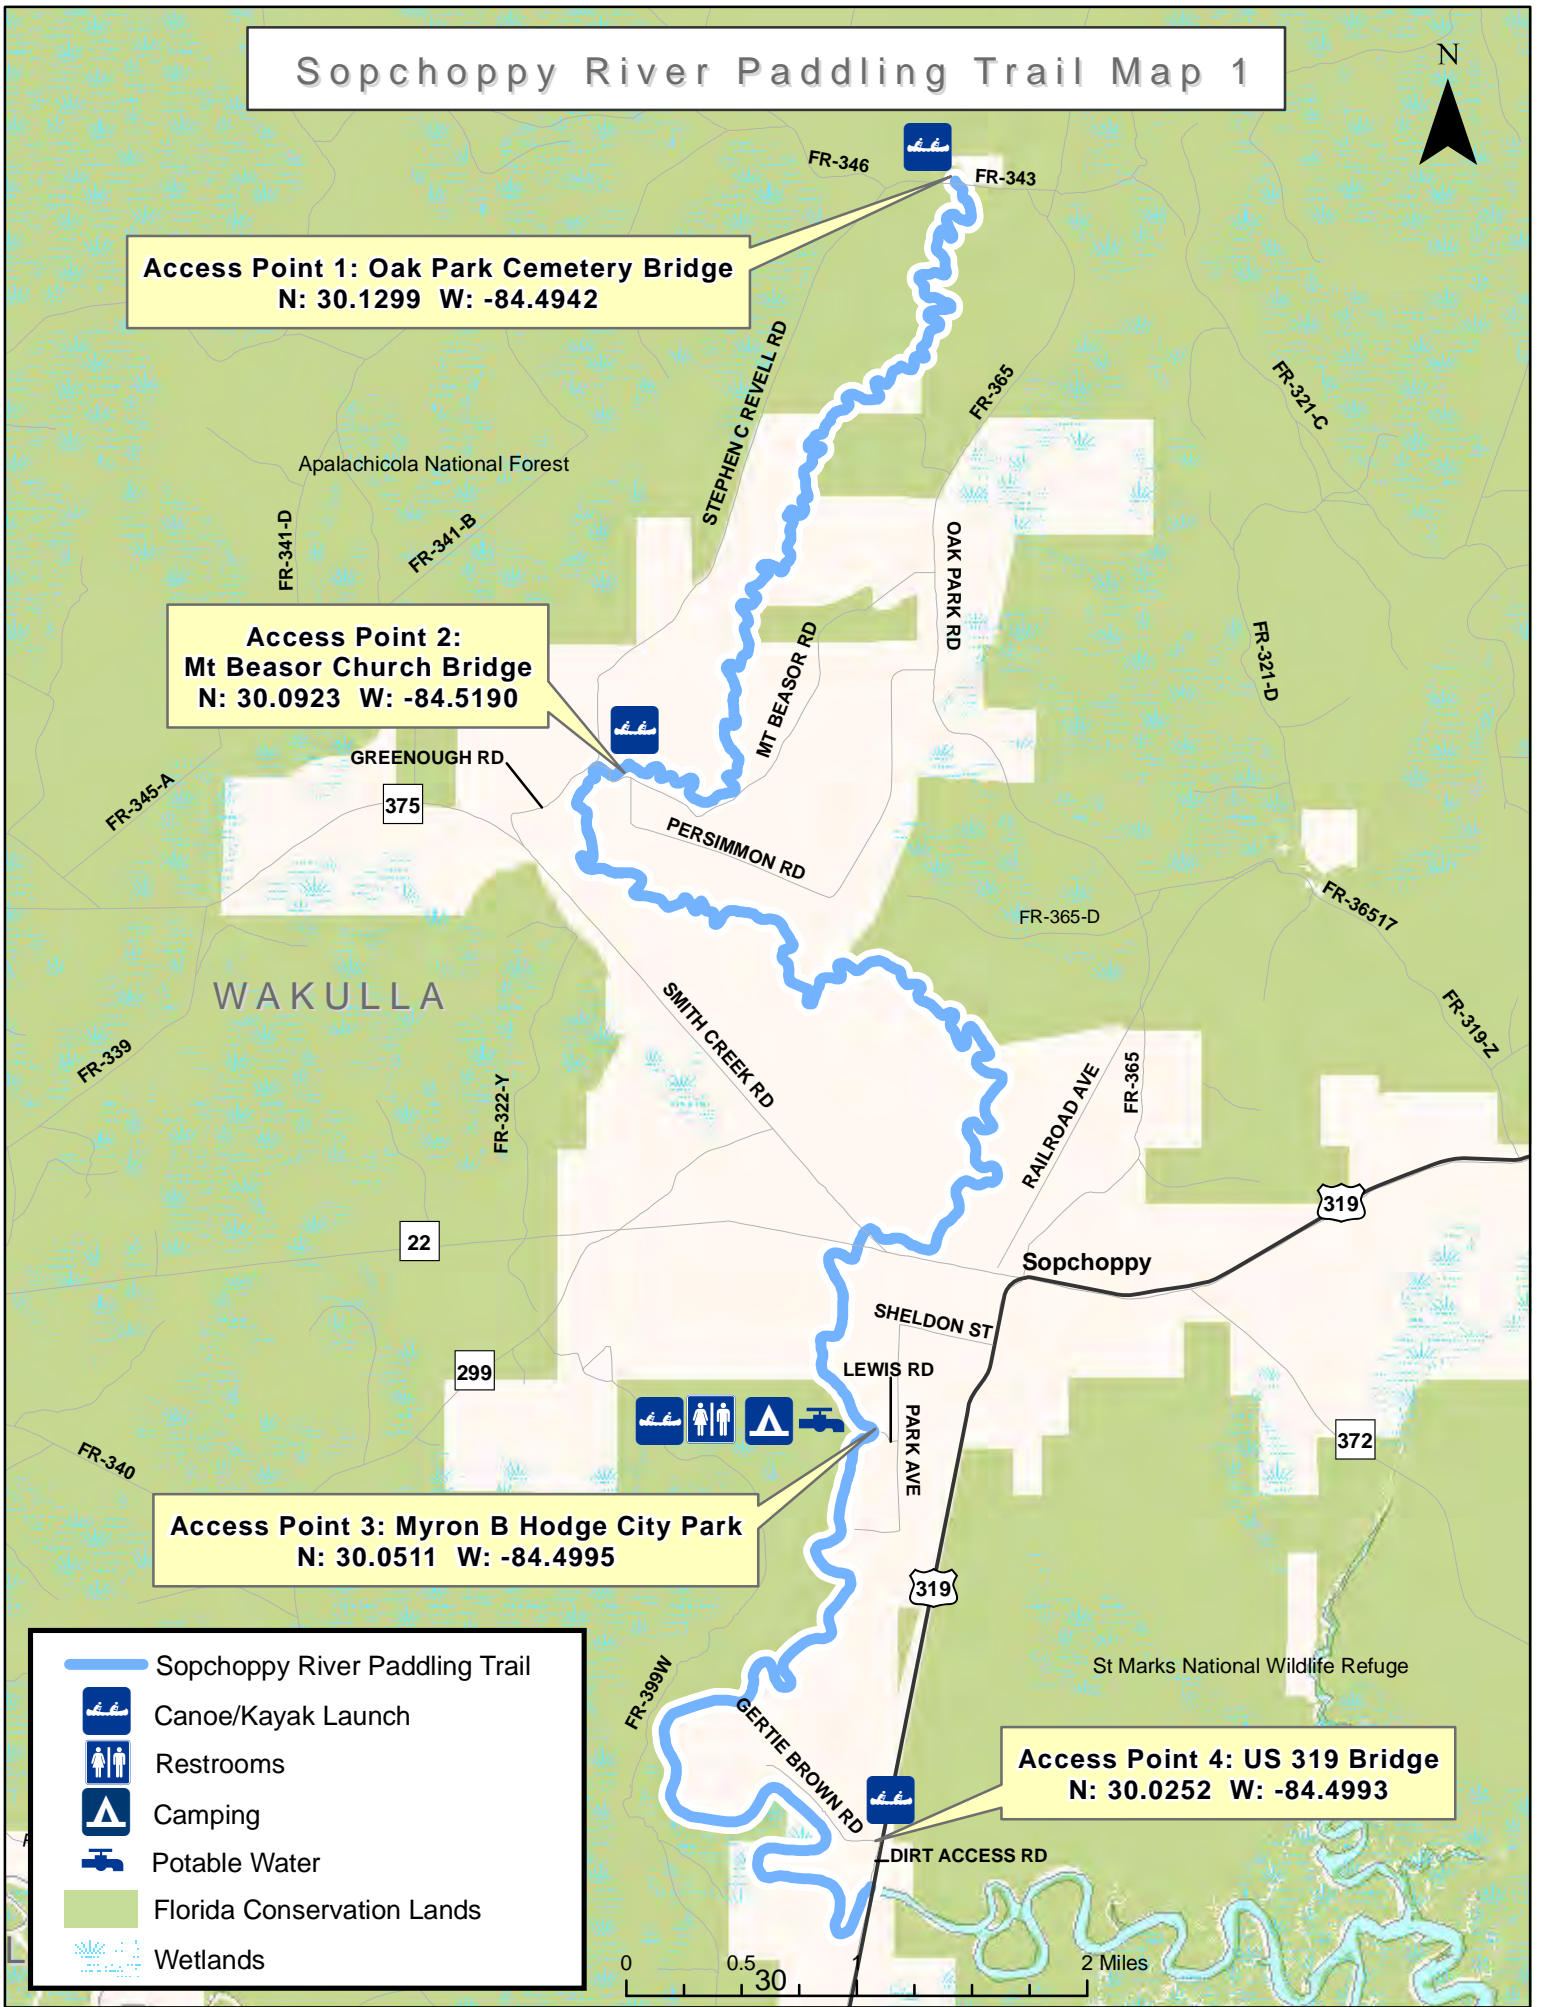 Sopchoppy River Paddling Trail Map 1
N
FR-346
FR-343
Access Point 1: Oak Park Cemetery Bridge
N: 30.1299 W: -84.4942
STEPHEN C REVELL RD
FR-365
FR-321-C
Apalachicola National Forest
FR-341-D
FR-341-B
OAK PARK RD
Access Point 2:
Mt Beasor Church Bridge
N: 30.0923 W: -84.5190
MT BEASOR RD
FR-321-D
GREENOUGH RD
FR-345-A
375
PERSIMMON RD
FR-365-D
FR-36517
WAKULLA
SMITH CREEK RD
FR-319-Z
FR-339
FR-322-Y
RAILROAD AVE
FR-365
319
22
Sopchoppy
SHELDON ST
299
LEWIS RD
PARK AVE
372
FR-340
Access Point 3: Myron B Hodge City Park
N: 30.0511 W: -84.4995
319
FR-399W
St Marks National Wildlife Refuge
GERTIE BROWN RD
Access Point 4: US 319 Bridge
N: 30.0252 W: -84.4993
DIRT ACCESS RD
Sopchoppy River Paddling Trail
Canoe/Kayak Launch
Restrooms
Camping
Potable Water
Florida Conservation Lands
Wetlands
0 0.5 1 2 Miles
30